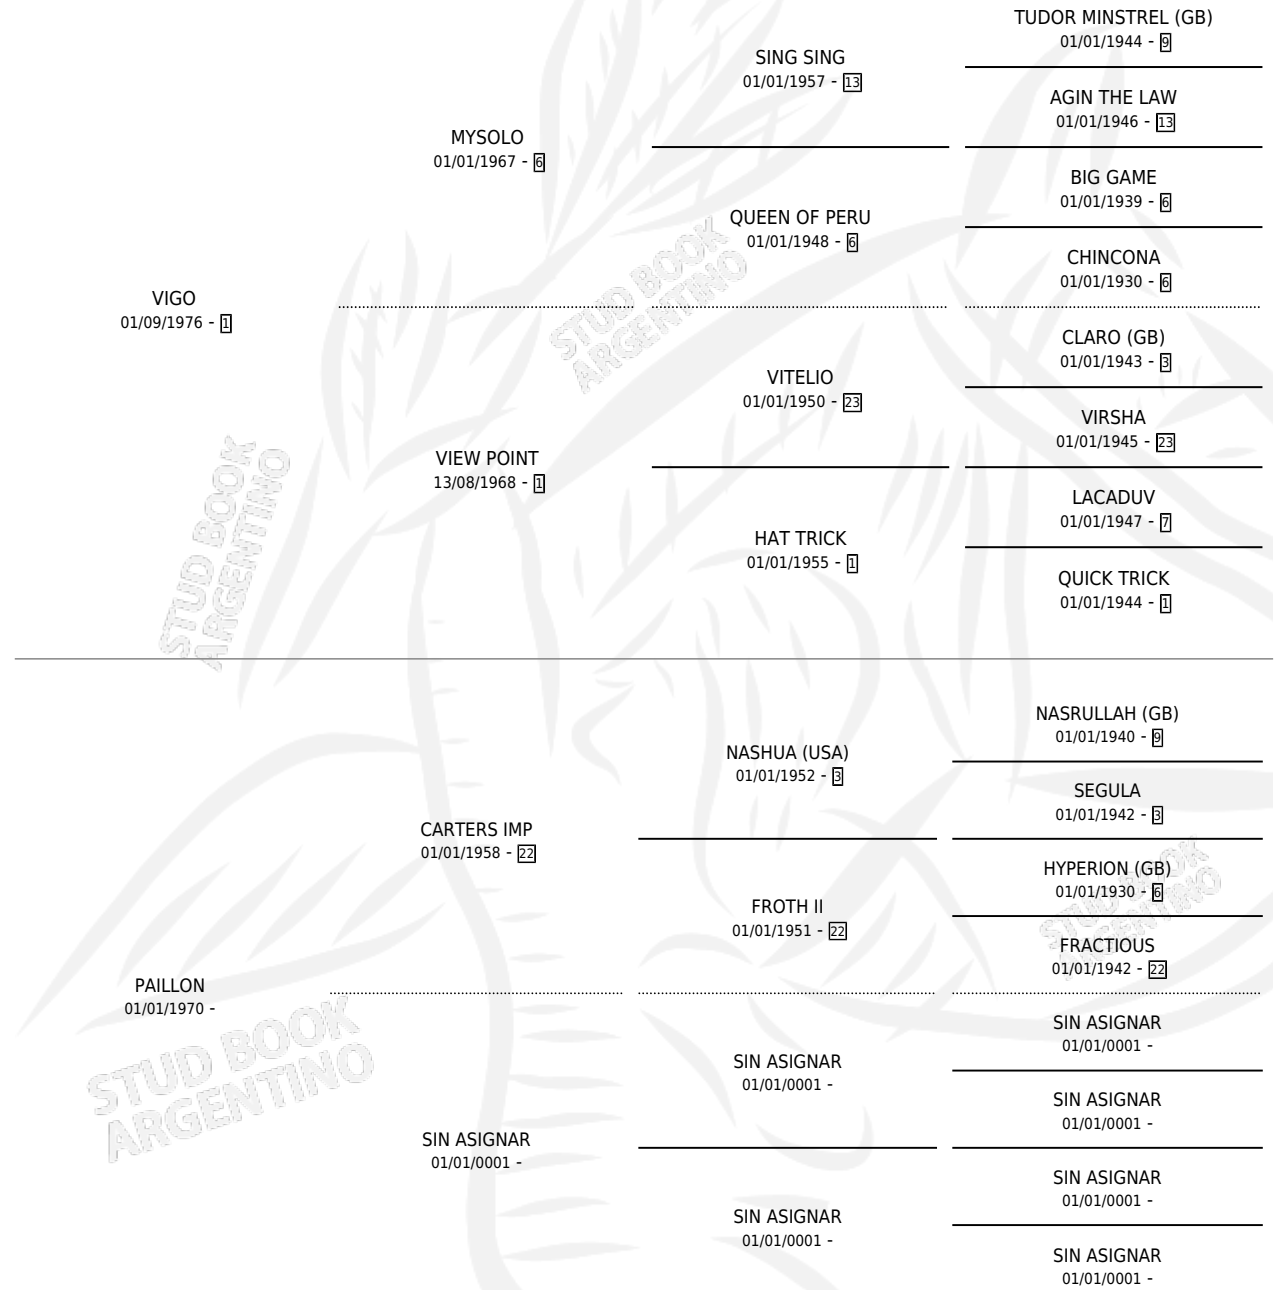 TUDOR MINSTREL (GB)
01/01/1944 - 9
SING SING
01/01/1957 - 13
AGIN THE LAW
01/01/1946 - 13
MYSOLO
01/01/1967 - 6
BIG GAME
01/01/1939 - 6
QUEEN OF PERU
01/01/1948 - 6
CHINCONA
01/01/1930 - 6
VIGO
01/09/1976 - 1
STUD BOOK
ARGENTINO
CLARO (GB)
01/01/1943 - 3
VITELIO
01/01/1950 - 23
VIRSHA
01/01/1945 - 23
VIEW POINT
13/08/1968 - 1
LACADUV
01/01/1947 - 7
HAT TRICK
01/01/1955 - 1
QUICK TRICK
01/01/1944 - 1
STUD BOOK
ARGENTINO
NASRULLAH (GB)
01/01/1940 - 9
NASHUA (USA)
01/01/1952 - 3
SEGULA
01/01/1942 - 3
CARTERS IMP
01/01/1958 - 22
HYPERION (GB)
01/01/1930 - 6
FROTH II
01/01/1951 - 22
STUD BOOK
ARGENTINO
FRACTIOUS
01/01/1942 - 22
PAILLON
01/01/1970 -
SIN ASIGNAR
01/01/0001 -
SIN ASIGNAR
01/01/0001 -
SIN ASIGNAR
01/01/0001 -
STUD BOOK
ARGENTINO
SIN ASIGNAR
01/01/0001 -
SIN ASIGNAR
01/01/0001 -
SIN ASIGNAR
01/01/0001 -
SIN ASIGNAR
01/01/0001 -